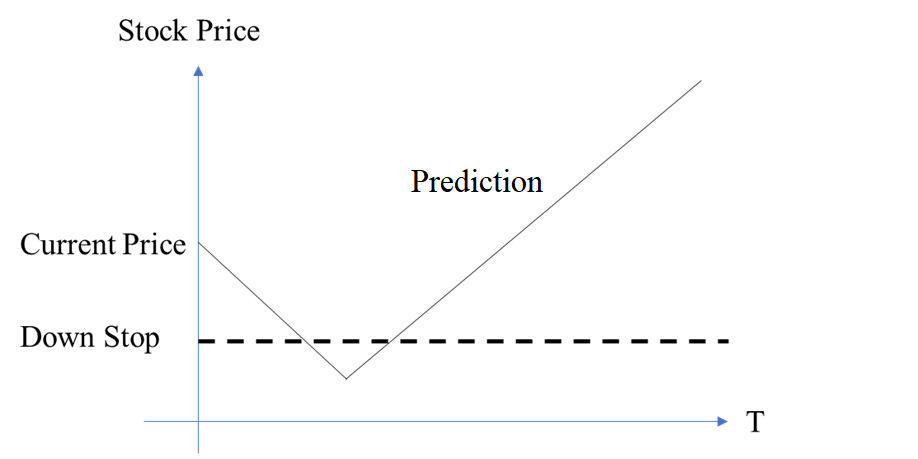 Stock Price
Prediction
Current Price
Down Stop
T